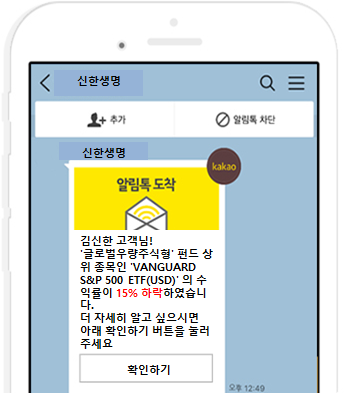 신한생명
추가
알림톡 차단
신한생명
kakao
알림톡 도착
김신한 고객님!
'글로벌우량주식형' 펀드 상
위 종목인 'VANGUARD
S&P 500 ETF(USD)' 의 수
익률이 15% 하락하였습니
다.
더 자세히 알고 싶으시면
아래 확인하기 버튼을 눌러
주세요
확인하기
오후 12:49